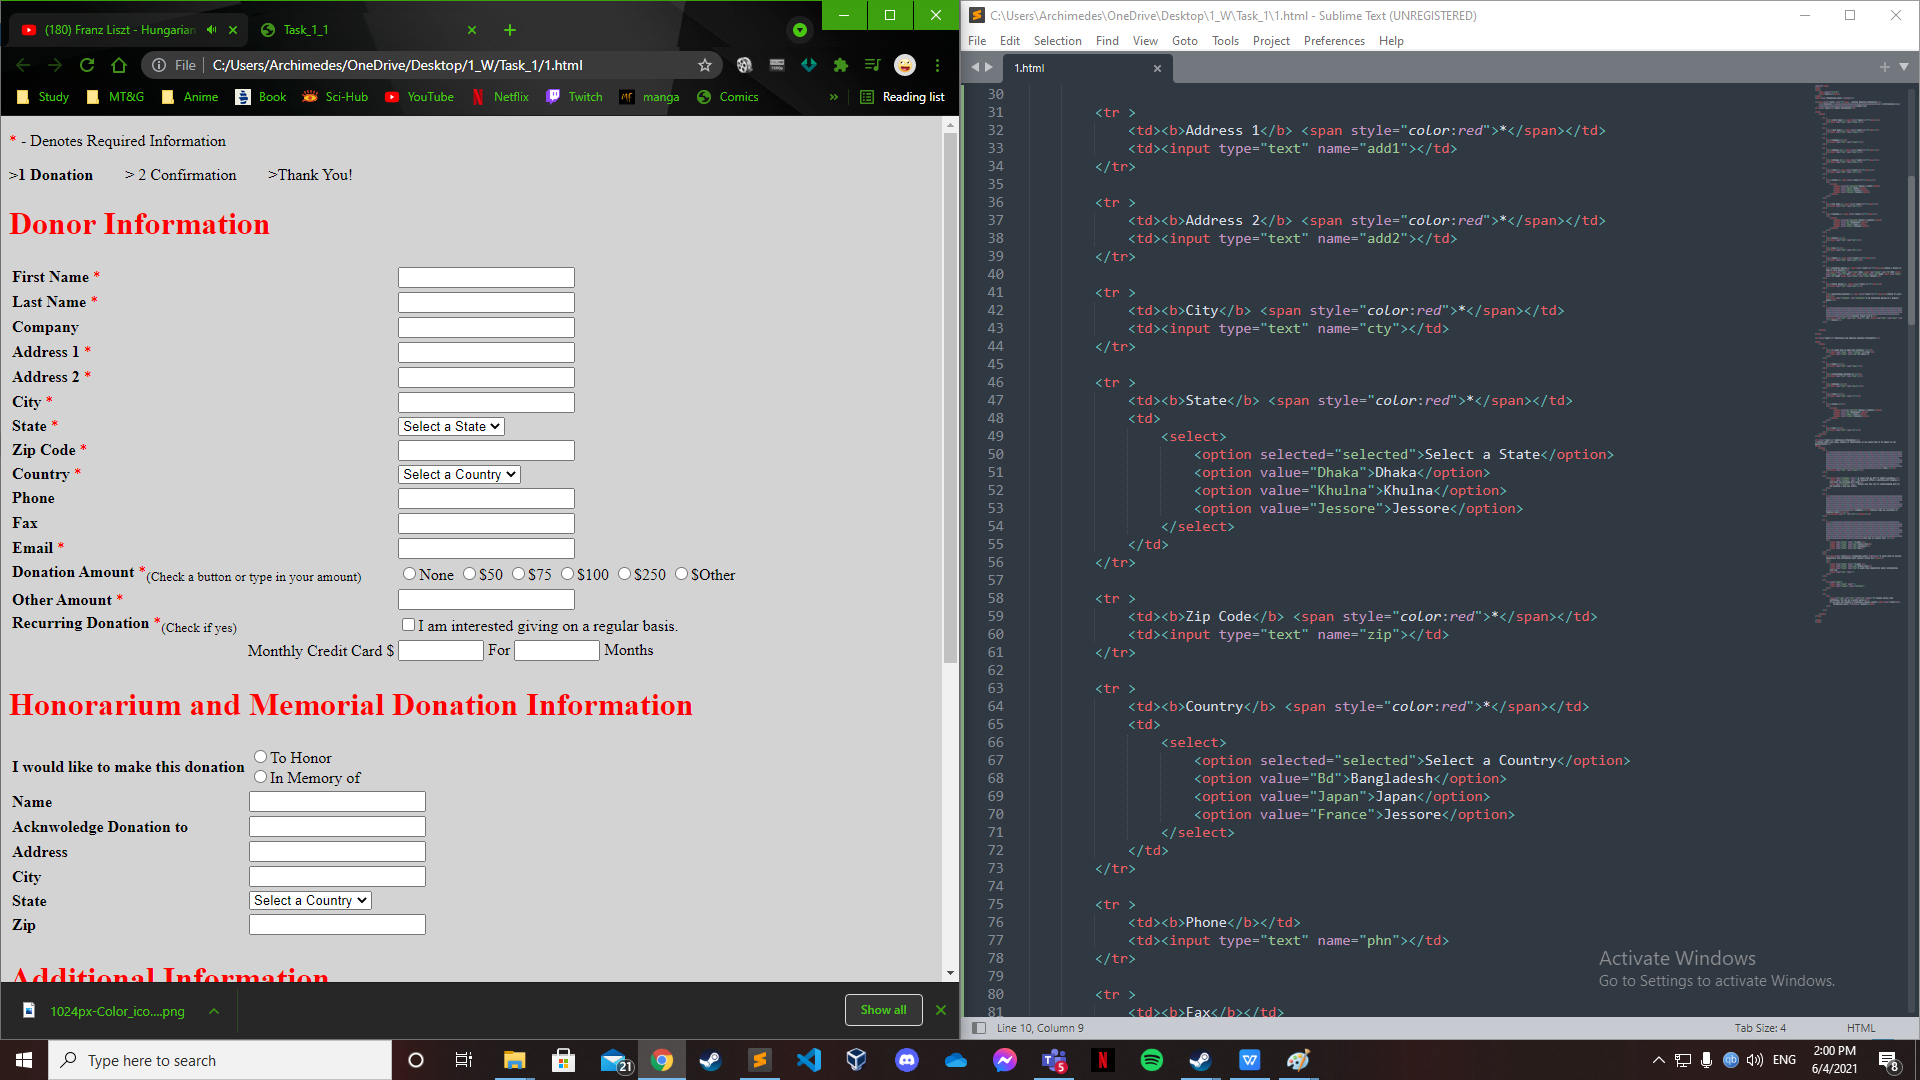 (180) Franz Liszt - Hungarian
Task_1_1
File
C:/Users/Archimedes/OneDrive/Desktop/1_W/Task_1/1.html
Study
MT&G
Anime
Book
Sci-Hub
YouTube
Netflix
Twitch
manga
Comics
»
Reading list
* - Denotes Required Information
>1 Donation > 2 Confirmation >Thank You!
Donor Information
First Name *
Last Name *
Company
Address 1 *
Address 2 *
City *
State * Select a State
Zip Code *
Country * Select a Country
Phone
Fax
Email *
Donation Amount *(Check a button or type in your amount) None $50 $75 $100 $250 $Other
Other Amount *
Recurring Donation *(Check if yes) I am interested giving on a regular basis.
Monthly Credit Card $ For Months
Honorarium and Memorial Donation Information
I would like to make this donation
To Honor
In Memory of
Name
Acknwoledge Donation to
Address
City
State Select a Country
Zip
Additional Information
1024px-Color_ico....png
Show all
C:\Users\Archimedes\OneDrive\Desktop\1_W\Task_1\1.html - Sublime Text (UNREGISTERED)
File Edit Selection Find View Goto Tools Project Preferences Help
1.html
30
31 <tr >
32 <td><b>Address 1</b> <span style="color:red">*</span></td>
33 <td><input type="text" name="add1"></td>
34 </tr>
35
36 <tr >
37 <td><b>Address 2</b> <span style="color:red">*</span></td>
38 <td><input type="text" name="add2"></td>
39 </tr>
40
41 <tr >
42 <td><b>City</b> <span style="color:red">*</span></td>
43 <td><input type="text" name="cty"></td>
44 </tr>
45
46 <tr >
47 <td><b>State</b> <span style="color:red">*</span></td>
48 <td>
49 <select>
50 <option selected="selected">Select a State</option>
51 <option value="Dhaka">Dhaka</option>
52 <option value="Khulna">Khulna</option>
53 <option value="Jessore">Jessore</option>
54 </select>
55 </td>
56 </tr>
57
58 <tr >
59 <td><b>Zip Code</b> <span style="color:red">*</span></td>
60 <td><input type="text" name="zip"></td>
61 </tr>
62
63 <tr >
64 <td><b>Country</b> <span style="color:red">*</span></td>
65 <td>
66 <select>
67 <option selected="selected">Select a Country</option>
68 <option value="Bd">Bangladesh</option>
69 <option value="Japan">Japan</option>
70 <option value="France">Jessore</option>
71 </select>
72 </td>
73 </tr>
74
75 <tr >
76 <td><b>Phone</b></td>
77 <td><input type="text" name="phn"></td>
78 </tr>
79
80 <tr >
81 <td><b>Fax</b></td>
Activate Windows
Go to Settings to activate Windows.
Line 10, Column 9
Tab Size: 4
HTML
Type here to search
21
5
ENG
2:00 PM
6/4/2021
8